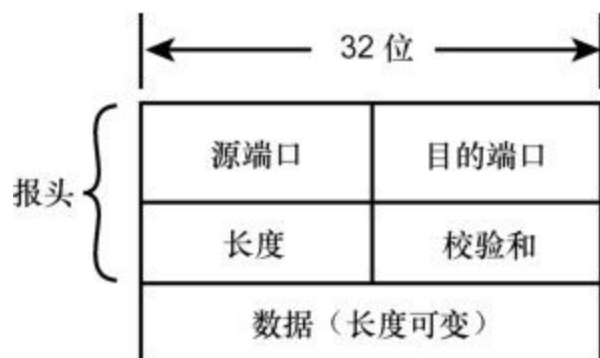 32 位
源端口 目的端口
报头
长度 校验和
数据（长度可变）